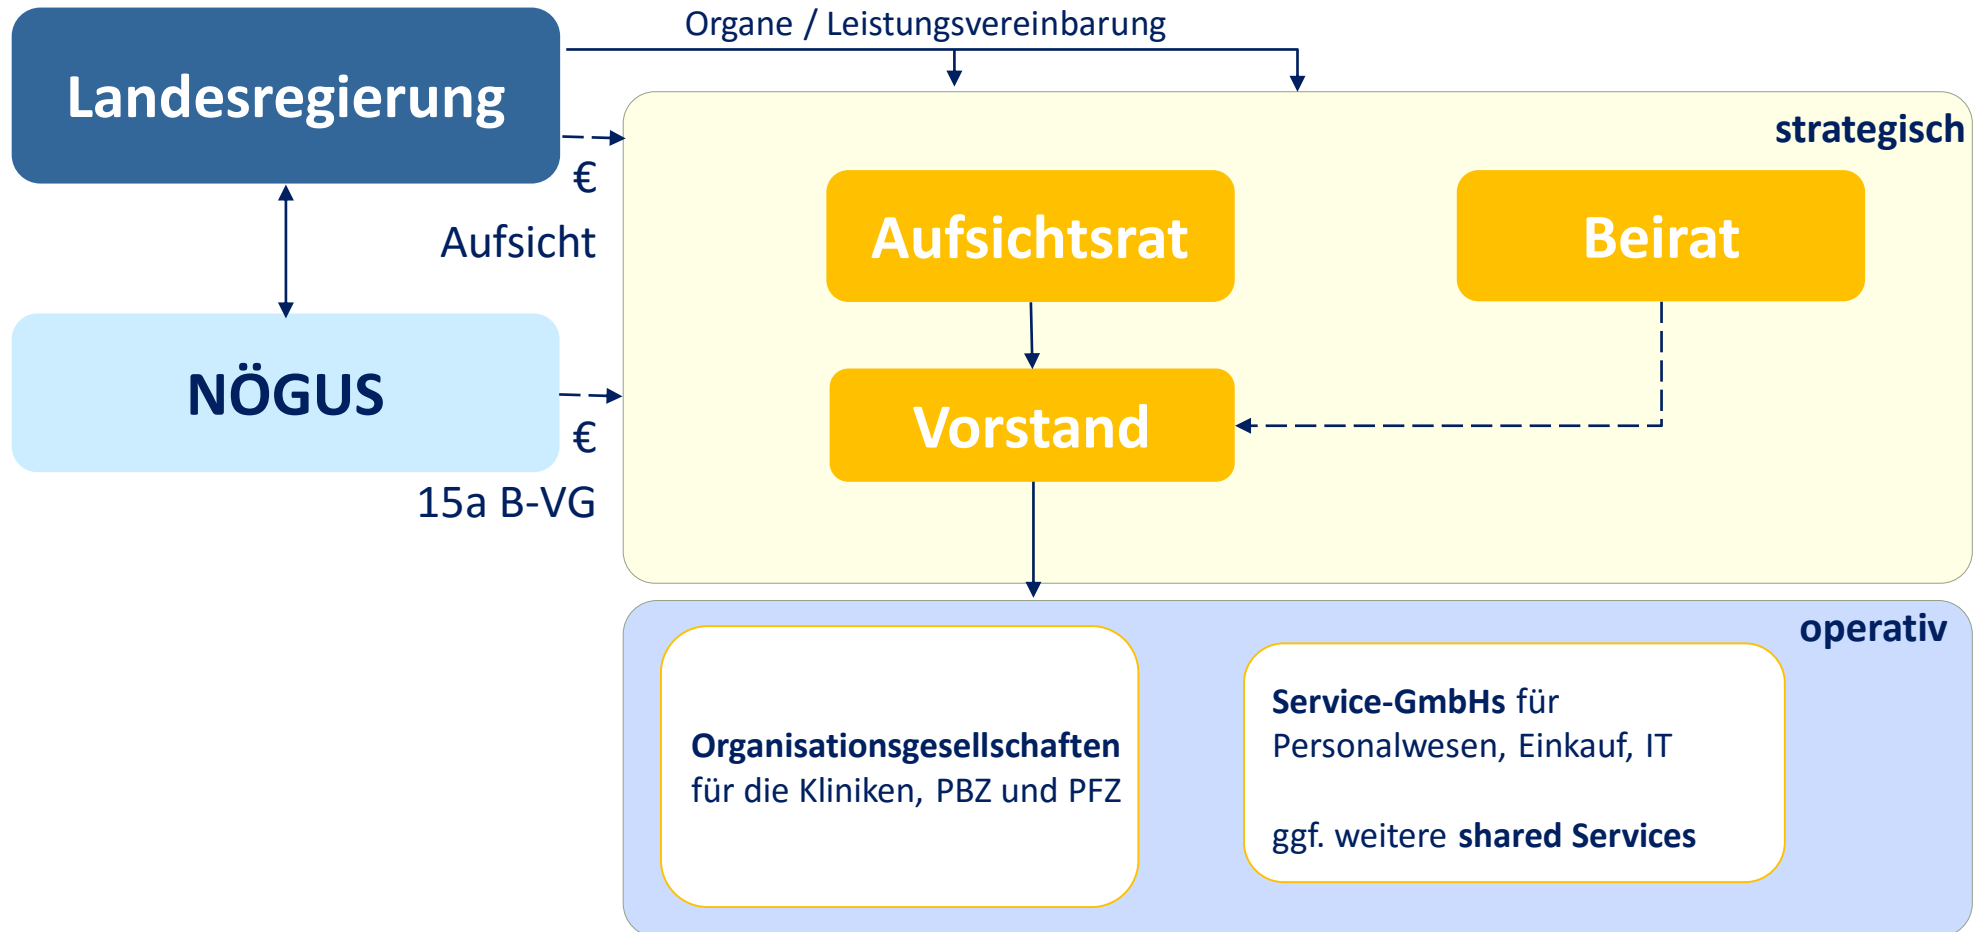 Organe / Leistungsvereinbarung
Landesregierung
strategisch
€
Aufsicht
Aufsichtsrat
Beirat
NÖGUS
Vorstand
€
15a B-VG
operativ
Organisationsgesellschaften
für die Kliniken, PBZ und PFZ
Service-GmbHs für
Personalwesen, Einkauf, IT
ggf. weitere shared Services